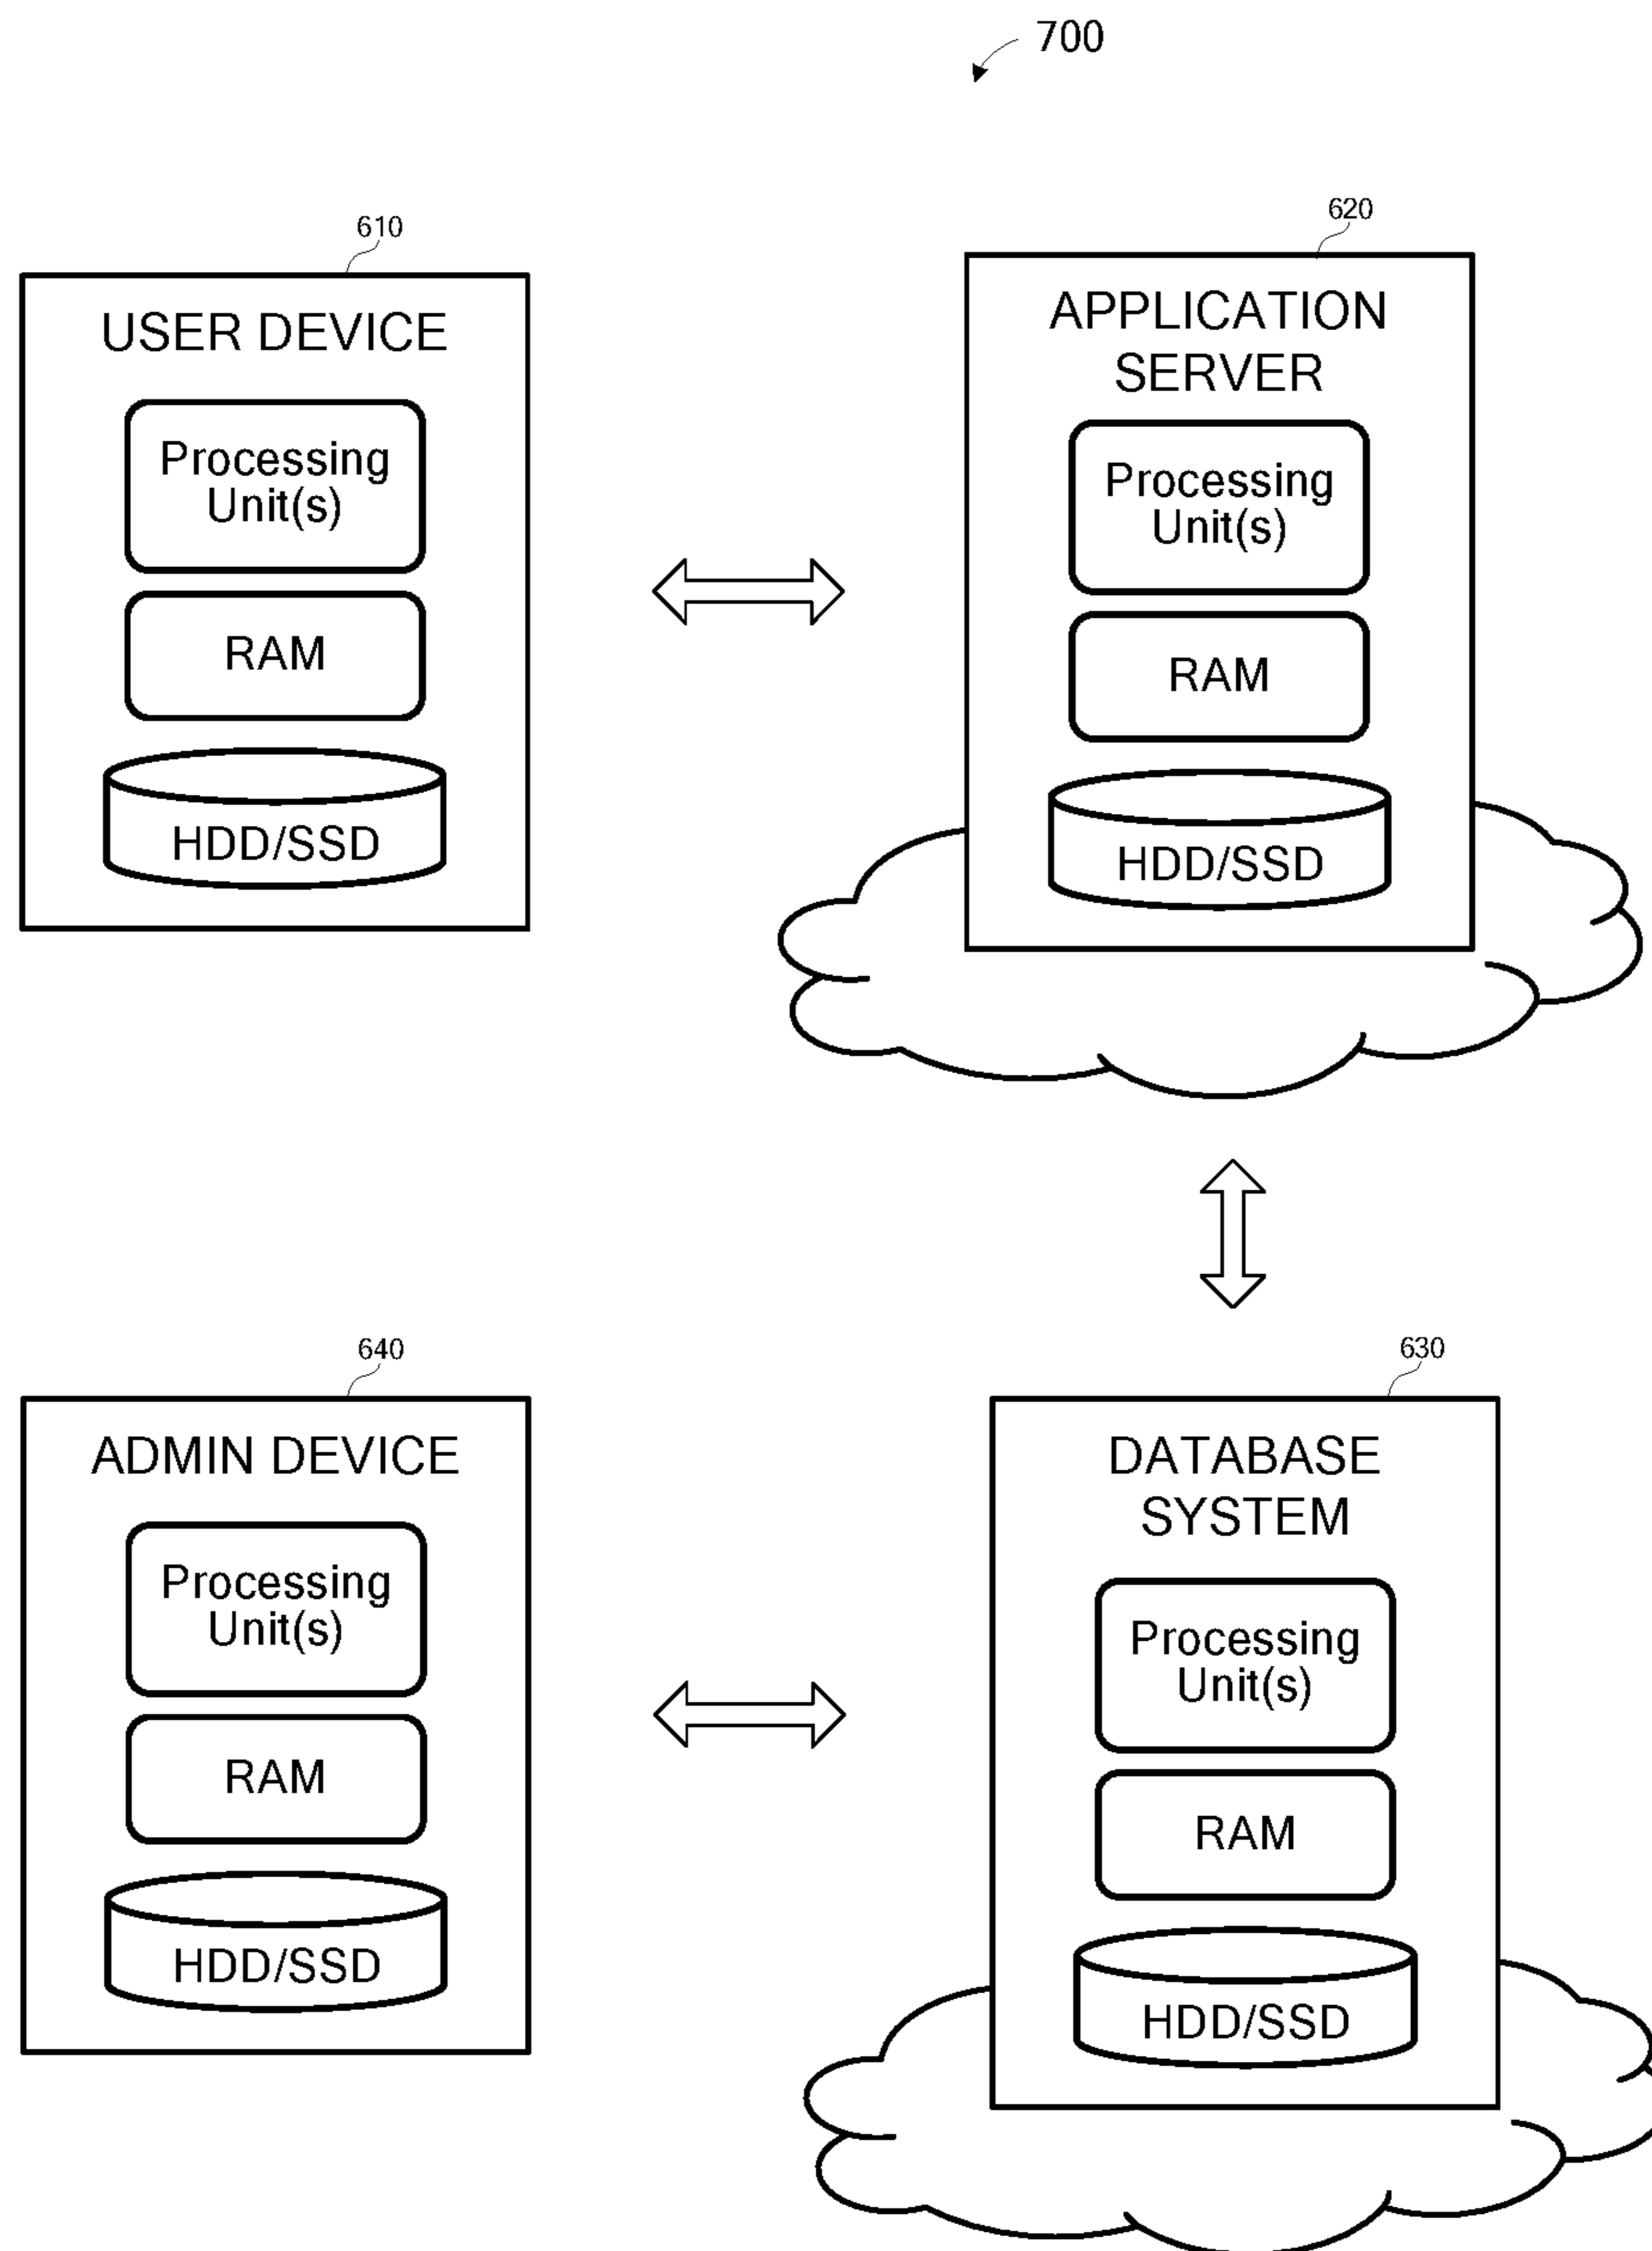 700
610
USER DEVICE
Processing
Unit(s)
RAM
HDD/SSD
620
APPLICATION
SERVER
Processing
Unit(s)
RAM
HDD/SSD
640
ADMIN DEVICE
Processing
Unit(s)
RAM
HDD/SSD
630
DATABASE
SYSTEM
Processing
Unit(s)
RAM
HDD/SSD